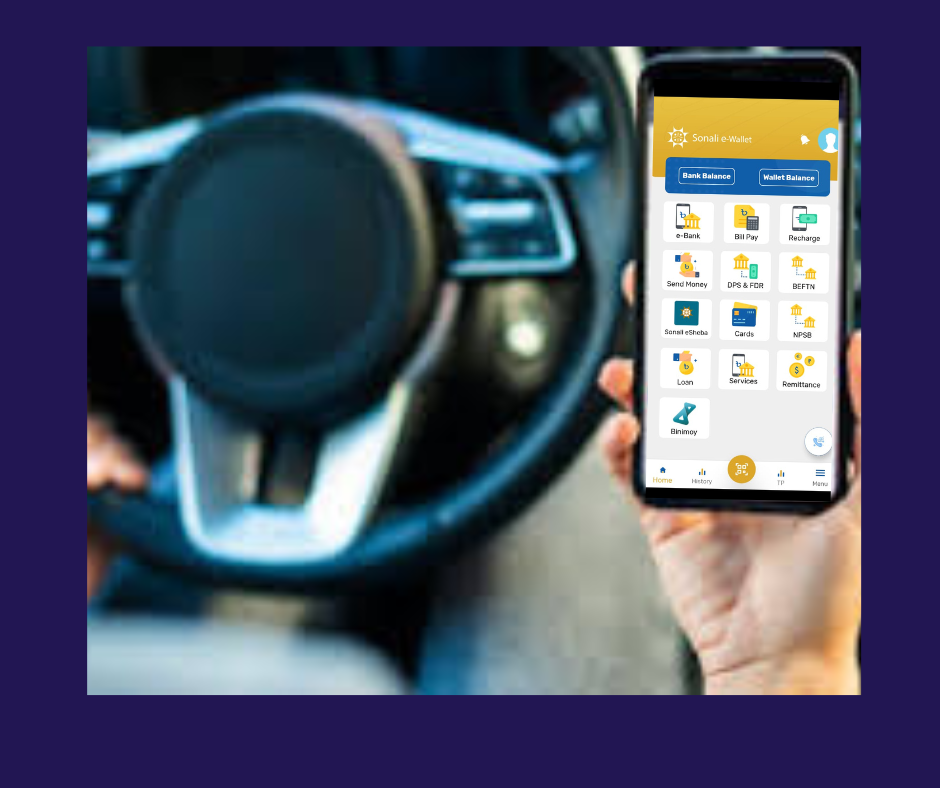 Sonali e-Wallet
Bank Balance
Wallet Balance
e-Bank
Bill Pay
Recharge
Send Money
DPS & FDR
BEFTN
Sonali eSheba
Cards
NPSB
Loan
Services
Remittance
Binimoy
Home
History
TP
Menu